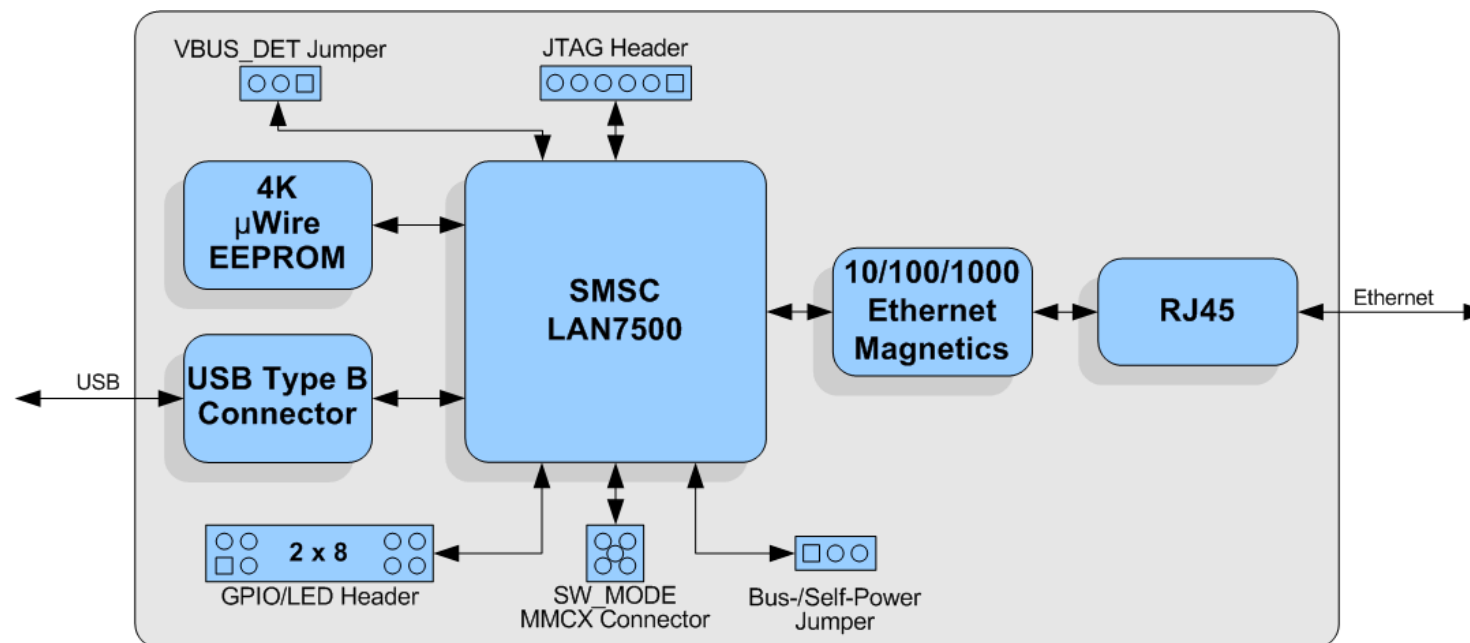 VBUS_DET Jumper
JTAG Header
4K
µWire
EEPROM
SMSC
LAN7500
10/100/1000
Ethernet
Magnetics
RJ45
Ethernet
USB
USB Type B
Connector
2 x 8
GPIO/LED Header
SW_MODE
MMCX Connector
Bus-/Self-Power
Jumper